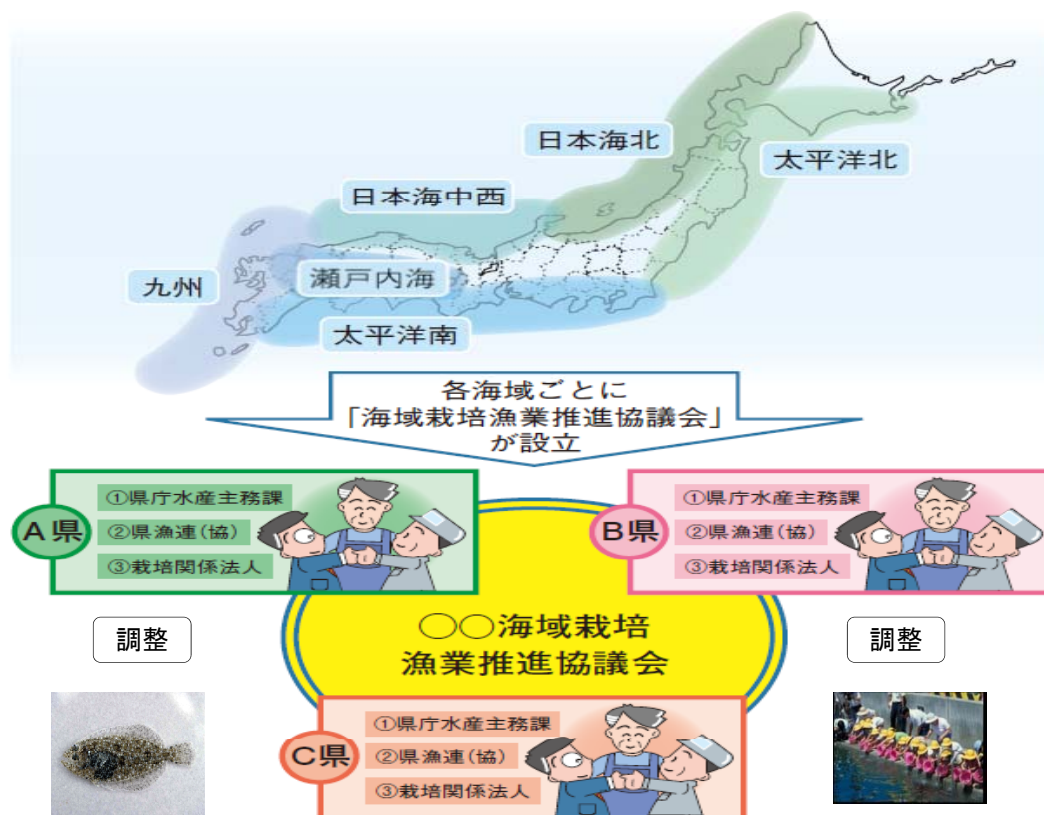 日本海北
太平洋北
日本海中西
九州
瀬戸内海
太平洋南
各海域ごとに
「海域栽培漁業推進協議会」
が設立
A県
①県庁水産主務課
②県漁連(協)
③栽培関係法人
B県
①県庁水産主務課
②県漁連(協)
③栽培関係法人
調整
○○海域栽培
漁業推進協議会
調整
C県
①県庁水産主務課
②県漁連(協)
③栽培関係法人